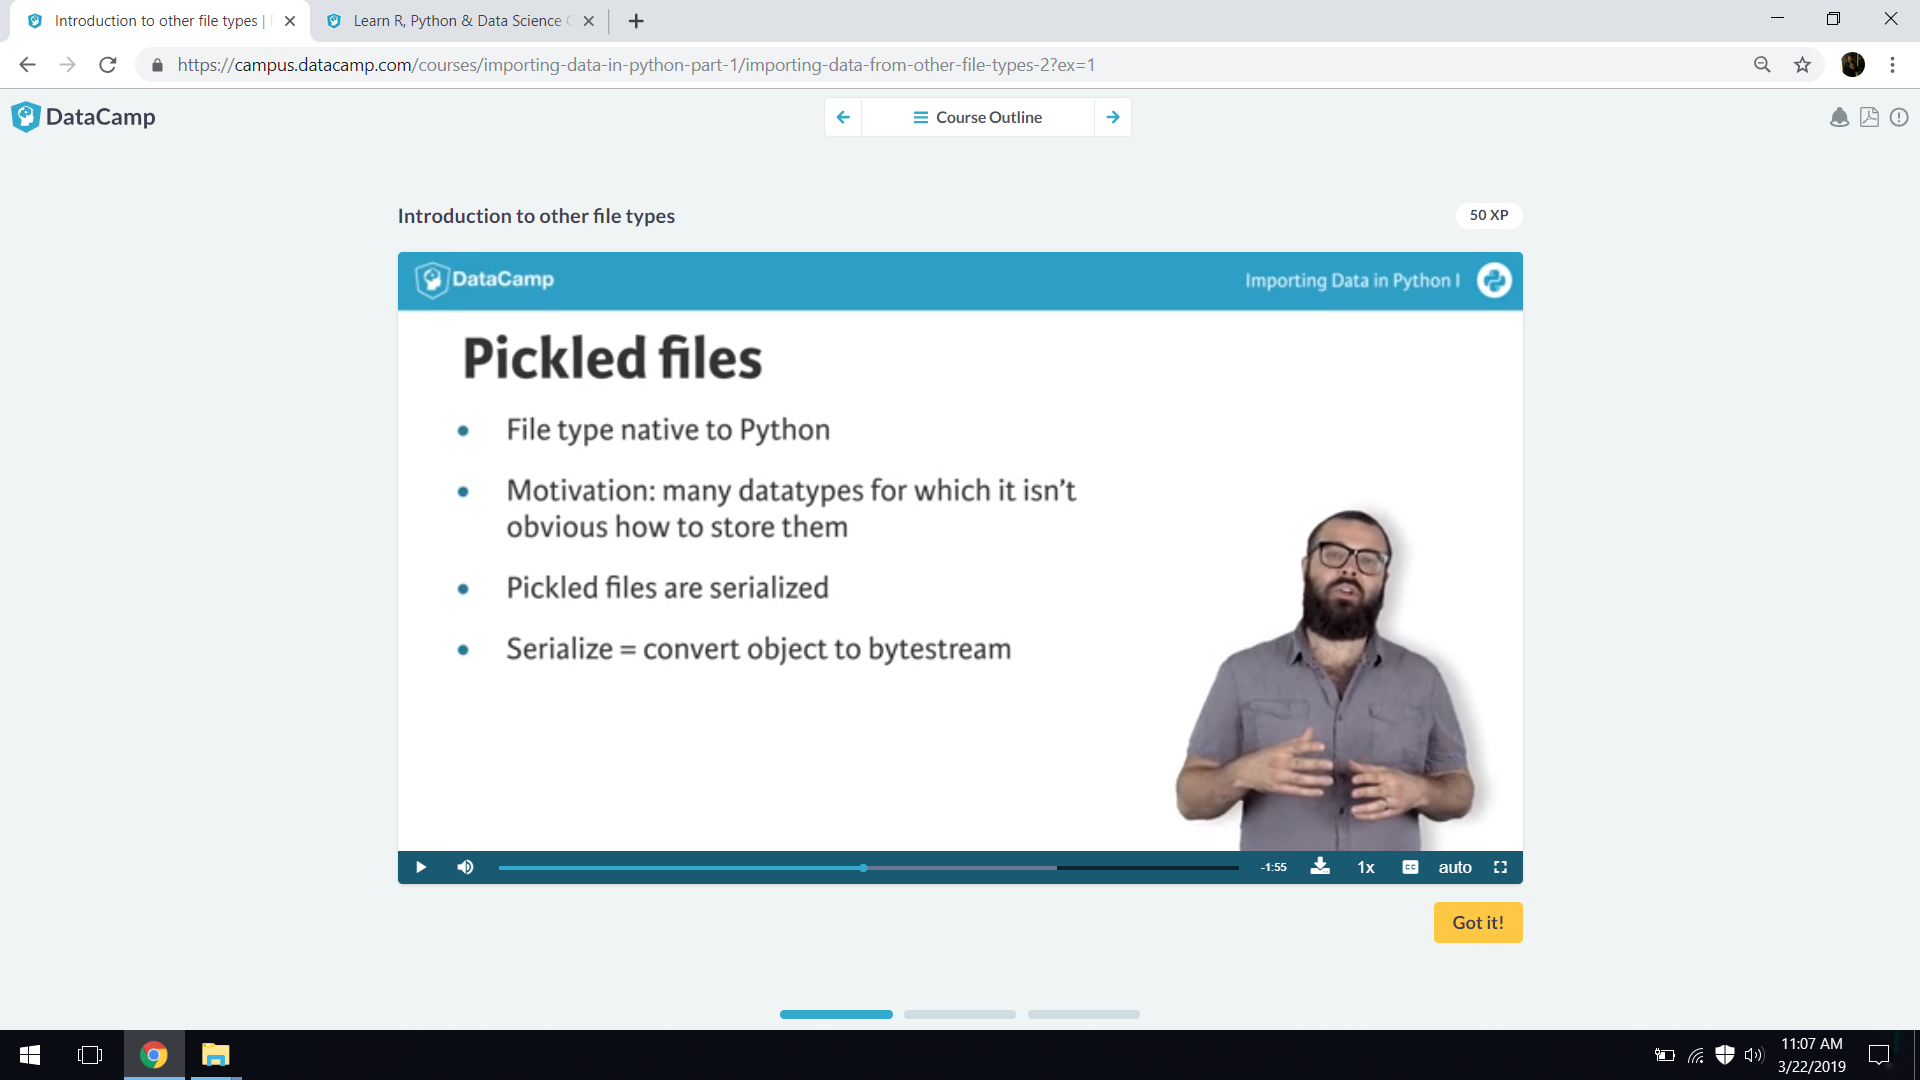 Introduction to other file types |
Learn R, Python & Data Science
https://campus.datacamp.com/courses/importing-data-in-python-part-1/importing-data-from-other-file-types-2?ex=1
DataCamp
Course Outline
Introduction to other file types
50 XP
DataCamp
Importing Data in Python I
Pickled files
• File type native to Python
• Motivation: many datatypes for which it isn't
obvious how to store them
• Pickled files are serialized
• Serialize = convert object to bytestream
-1:55
1x
CC
auto
Got it!
11:07 AM
3/22/2019